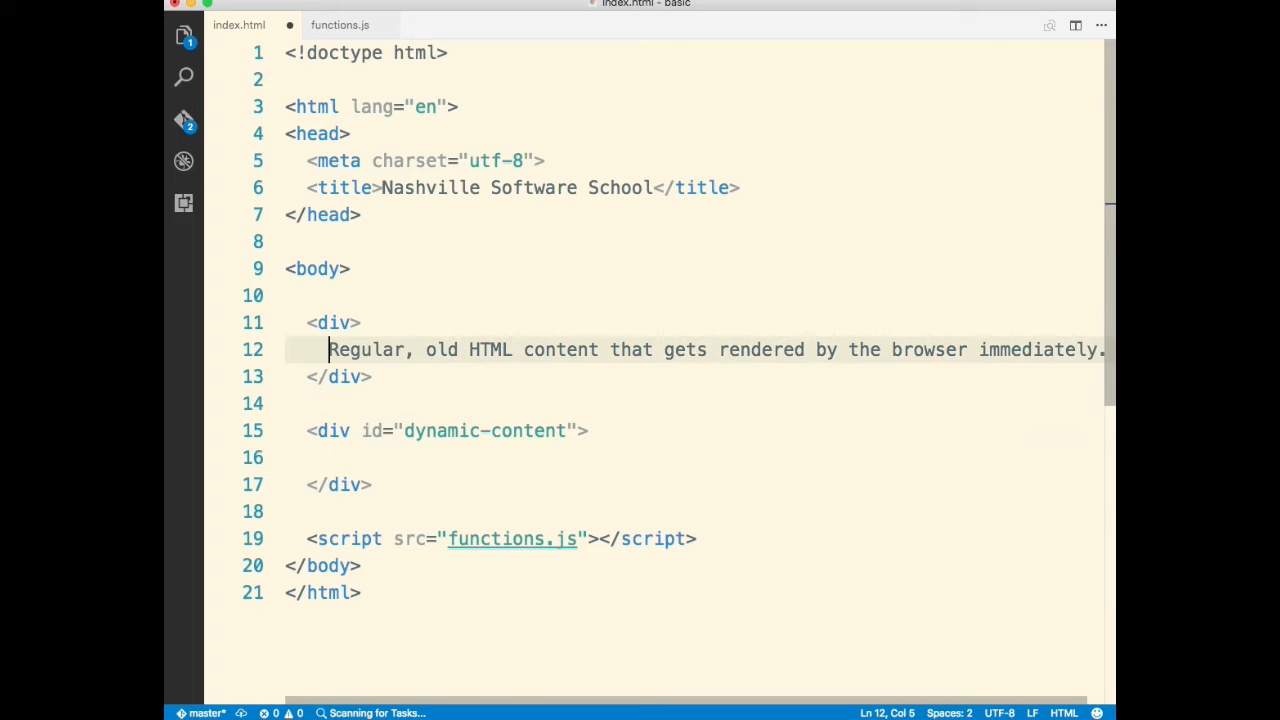 index.html - basic
index.html functions.js
1 <!doctype html>
2
3 <html lang="en">
4 <head>
5 <meta charset="utf-8">
6 <title>Nashville Software School</title>
7 </head>
8
9 <body>
10
11 <div>
12 Regular, old HTML content that gets rendered by the browser immediately.
13 </div>
14
15 <div id="dynamic-content">
16
17 </div>
18
19 <script src="functions.js"></script>
20 </body>
21 </html>
1
2
master* 0 0 Scanning for Tasks... Ln 12, Col 5 Spaces: 2 UTF-8 LF HTML